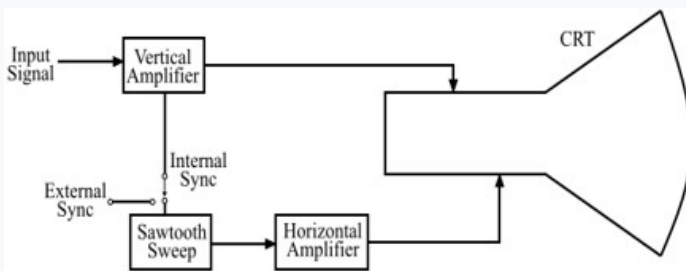 CRT
Input
Signal
Vertical
Amplifier
Internal
Sync
External
Sync
Sawtooth
Sweep
Horizontal
Amplifier